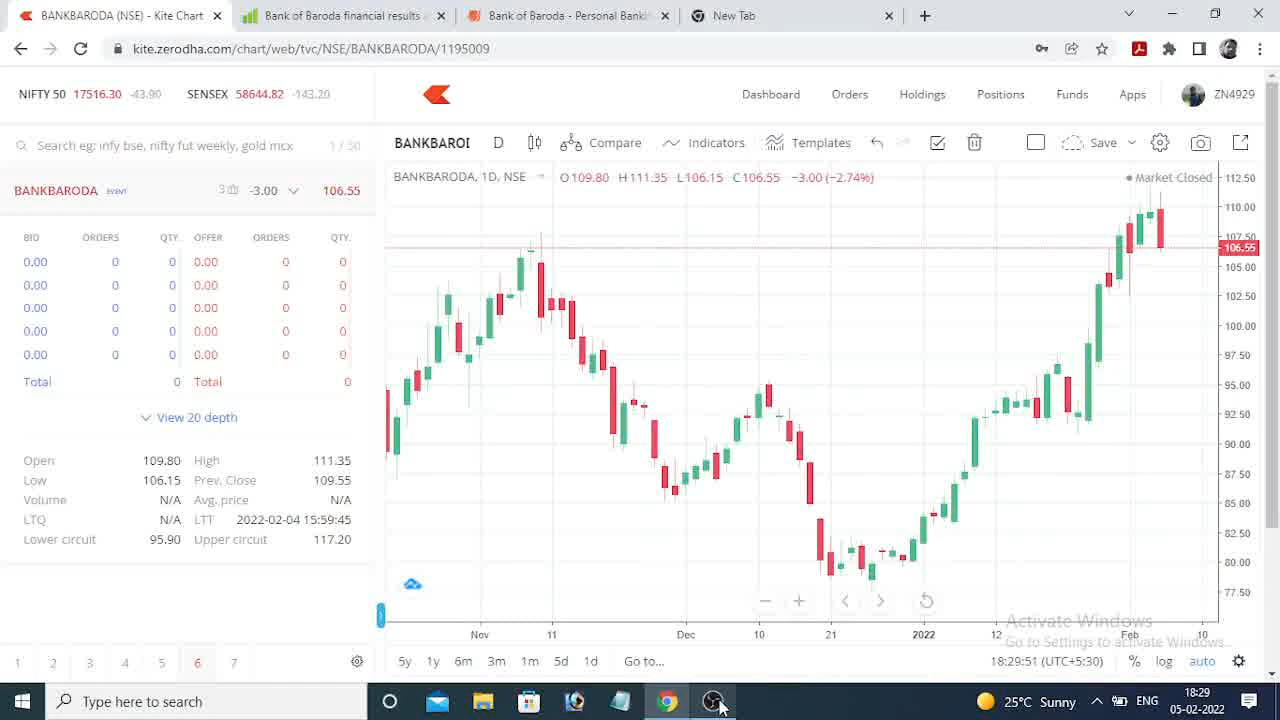 BANKBARODA (NSE) - Kite Chart
Bank of Baroda financial results a
Bank of Baroda - Personal Banki
New Tab
kite.zerodha.com/chart/web/tvc/NSE/BANKBARODA/1195009
NIFTY 50 17516.30 -43.90 SENSEX 58644.82 -143.20
Dashboard Orders Holdings Positions Funds Apps ZN4929
Search eg: infy bse, nifty fut weekly, gold mcx 1 / 50
BANKBAROI D Compare Indicators Templates Save
BANKBARODA EVENT 3 -3.00 106.55
BANKBARODA, 1D, NSE O109.80 H111.35 L106.15 C106.55 −3.00 (−2.74%) Market Closed
BID ORDERS QTY. OFFER ORDERS QTY.
0.00 0 0 0.00 0 0
0.00 0 0 0.00 0 0
0.00 0 0 0.00 0 0
0.00 0 0 0.00 0 0
0.00 0 0 0.00 0 0
Total 0 Total 0
View 20 depth
Open 109.80 High 111.35
Low 106.15 Prev. Close 109.55
Volume N/A Avg. price N/A
LTQ N/A LTT 2022-02-04 15:59:45
Lower circuit 95.90 Upper circuit 117.20
112.50
110.00
107.50
106.55
105.00
102.50
100.00
97.50
95.00
92.50
90.00
87.50
85.00
82.50
80.00
77.50
Nov 11 Dec 10 21 2022 12 Feb 10
Activate Windows
Go to Settings to activate Windows.
1 2 3 4 5 6 7
5y 1y 6m 3m 1m 5d 1d Go to... 18:29:51 (UTC+5:30) % log auto
Type here to search
25°C Sunny ENG 18:29
05-02-2022